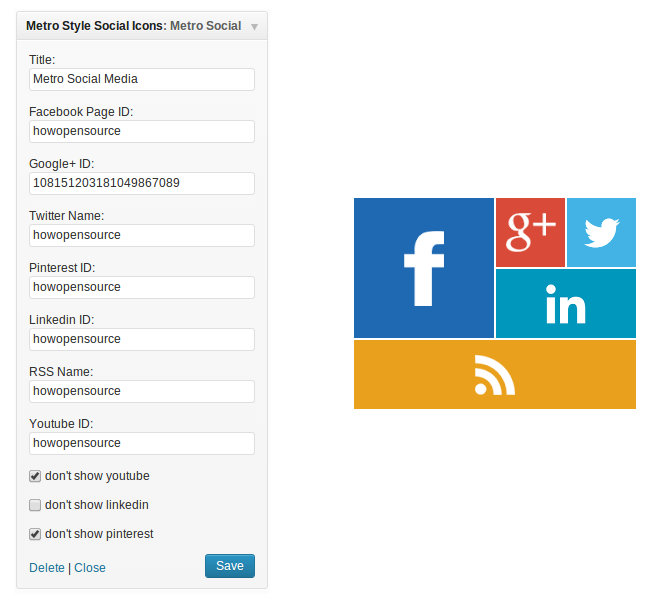 Metro Style Social Icons: Metro Social
Title:
Metro Social Media
Facebook Page ID:
howopensource
Google+ ID:
108151203181049867089
Twitter Name:
howopensource
Pinterest ID:
howopensource
Linkedin ID:
howopensource
RSS Name:
howopensource
Youtube ID:
howopensource
don't show youtube
don't show linkedin
don't show pinterest
Delete | Close
Save
f
g+
in